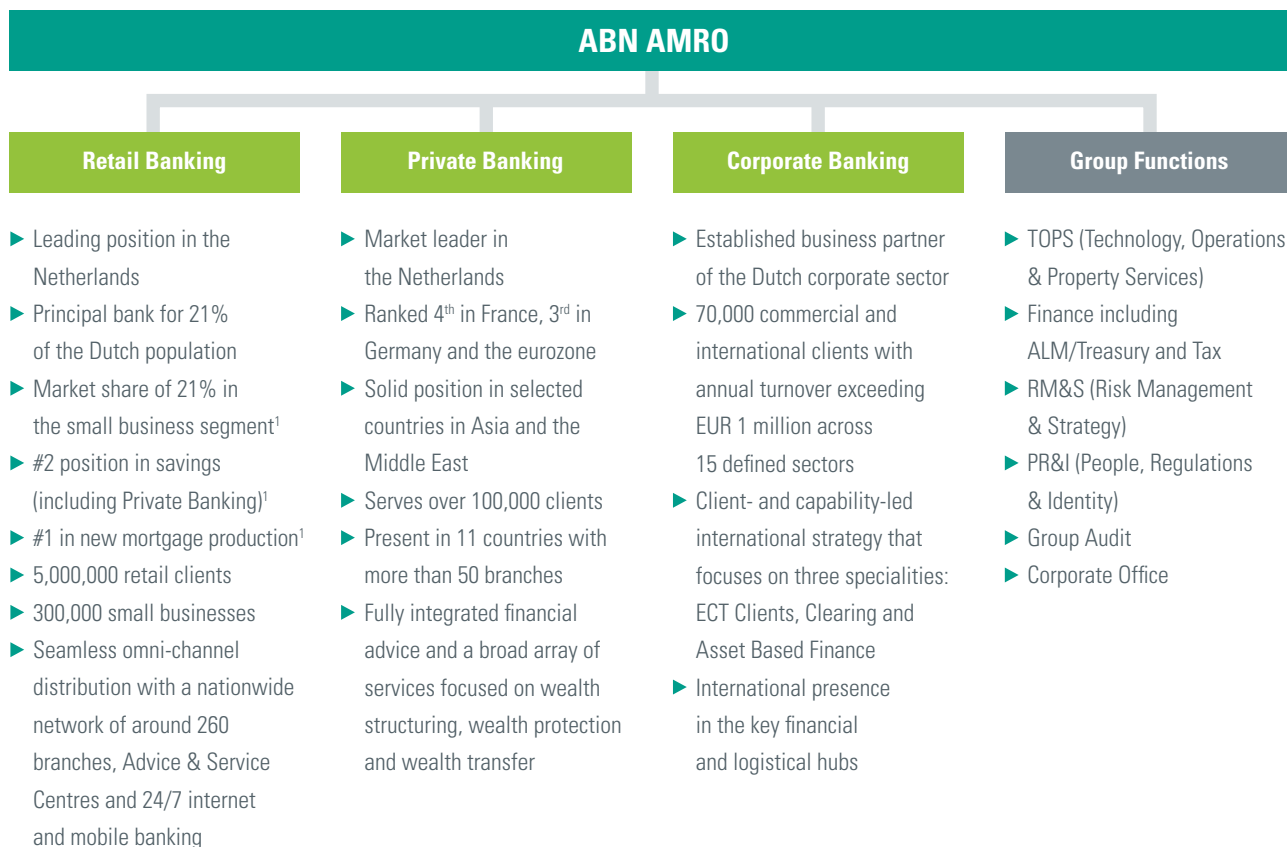 ABN AMRO
Retail Banking
▶ Leading position in the
Netherlands
▶ Principal bank for 21%
of the Dutch population
▶ Market share of 21% in
the small business segment¹
▶ #2 position in savings
(including Private Banking)¹
▶ #1 in new mortgage production¹
▶ 5,000,000 retail clients
▶ 300,000 small businesses
▶ Seamless omni-channel
distribution with a nationwide
network of around 260
branches, Advice & Service
Centres and 24/7 internet
and mobile banking
Private Banking
▶ Market leader in
the Netherlands
▶ Ranked 4th in France, 3rd in
Germany and the eurozone
▶ Solid position in selected
countries in Asia and the
Middle East
▶ Serves over 100,000 clients
▶ Present in 11 countries with
more than 50 branches
▶ Fully integrated financial
advice and a broad array of
services focused on wealth
structuring, wealth protection
and wealth transfer
Corporate Banking
▶ Established business partner
of the Dutch corporate sector
▶ 70,000 commercial and
international clients with
annual turnover exceeding
EUR 1 million across
15 defined sectors
▶ Client- and capability-led
international strategy that
focuses on three specialities:
ECT Clients, Clearing and
Asset Based Finance
▶ International presence
in the key financial
and logistical hubs
Group Functions
▶ TOPS (Technology, Operations
& Property Services)
▶ Finance including
ALM/Treasury and Tax
▶ RM&S (Risk Management
& Strategy)
▶ PR&I (People, Regulations
& Identity)
▶ Group Audit
▶ Corporate Office